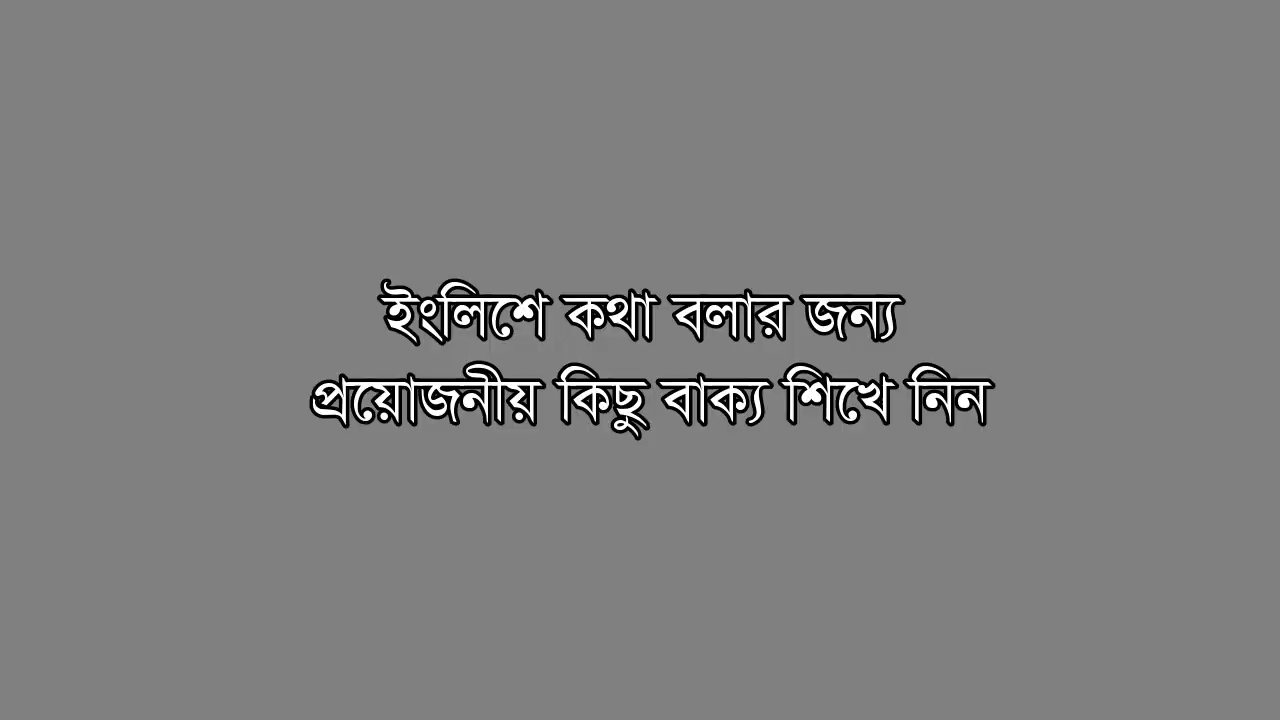 ইংলিশে কথা বলার জন্য
প্রয়োজনীয় কিছু বাক্য শিখে নিন